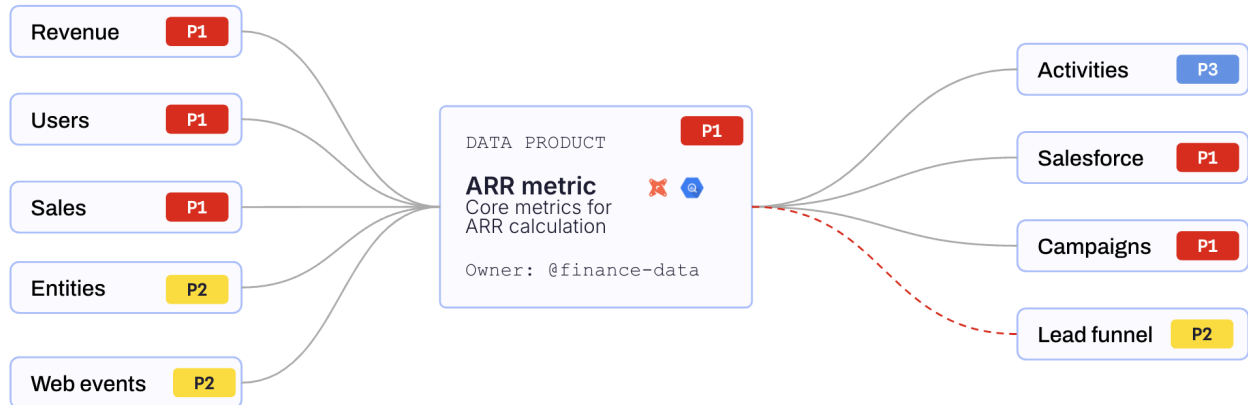 Revenue P1
Users P1
Sales P1
Entities P2
Web events P2
P1
DATA PRODUCT
ARR metric
Core metrics for
ARR calculation
Owner: @finance-data
Activities P3
Salesforce P1
Campaigns P1
Lead funnel P2